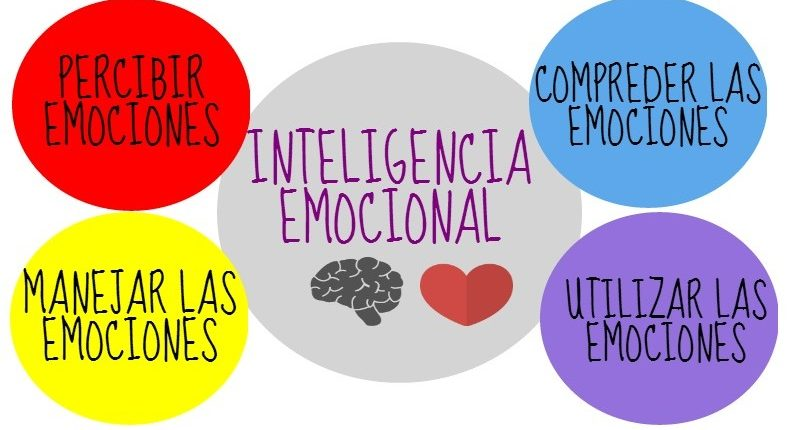 PERCIBIR
EMOCIONES
COMPREDER LAS
EMOCIONES
INTELIGENCIA
EMOCIONAL
MANEJAR LAS
EMOCIONES
UTILIZAR LAS
EMOCIONES